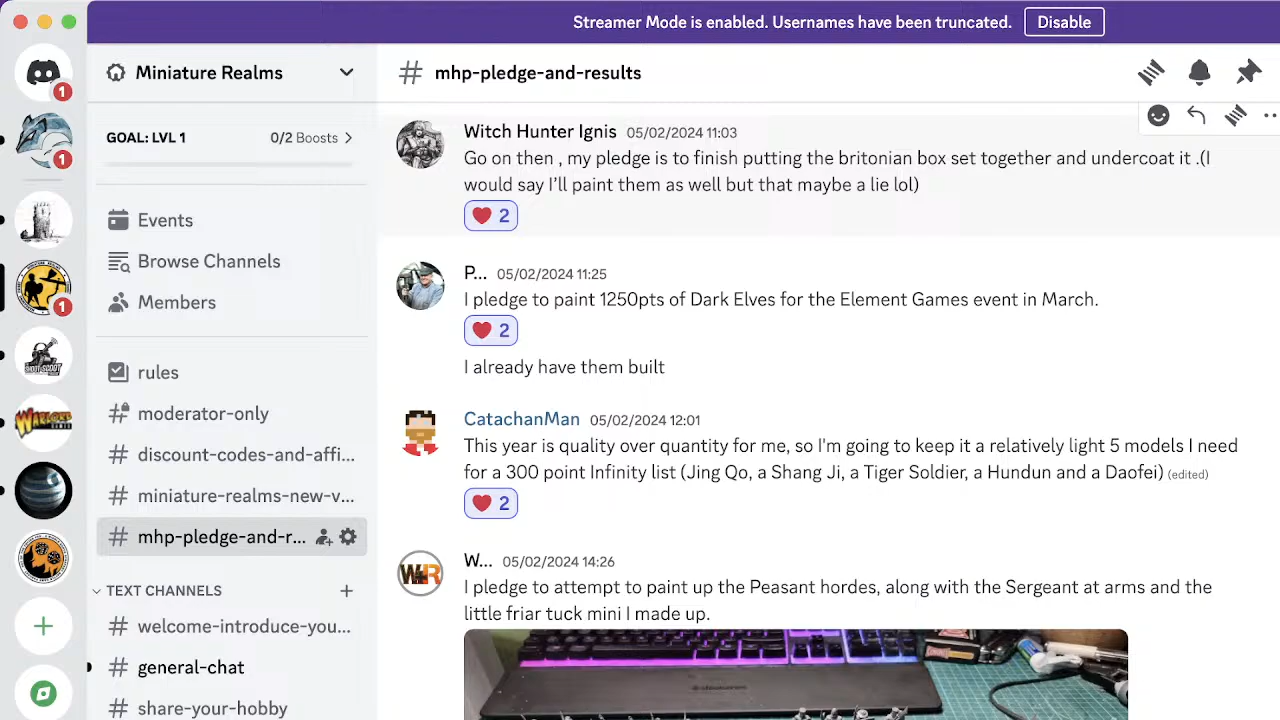 Streamer Mode is enabled. Usernames have been truncated. Disable
1
1
1
WARLORD
GAMES
Miniature Realms
GOAL: LVL 1 0/2 Boosts
Events
Browse Channels
Members
rules
# moderator-only
# discount-codes-and-affi...
# miniature-realms-new-v...
# mhp-pledge-and-r...
TEXT CHANNELS +
# welcome-introduce-you...
# general-chat
# share-your-hobby
# mhp-pledge-and-results
Witch Hunter Ignis 05/02/2024 11:03
Go on then , my pledge is to finish putting the britonian box set together and undercoat it .(I
would say I’ll paint them as well but that maybe a lie lol)
2
P... 05/02/2024 11:25
I pledge to paint 1250pts of Dark Elves for the Element Games event in March.
2
I already have them built
CatachanMan 05/02/2024 12:01
This year is quality over quantity for me, so I'm going to keep it a relatively light 5 models I need
for a 300 point Infinity list (Jing Qo, a Shang Ji, a Tiger Soldier, a Hundun and a Daofei) (edited)
2
W... 05/02/2024 14:26
I pledge to attempt to paint up the Peasant hordes, along with the Sergeant at arms and the
little friar tuck mini I made up.
steelseries